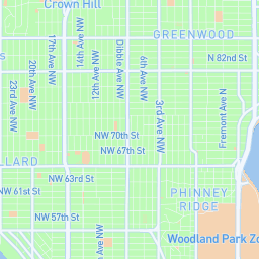 Crown Hill
GREENWOOD
N 82nd St
14th Ave NW
17th Ave NW
Dibble Ave NW
6th Ave NW
12th Ave NW
20th Ave NW
23rd Ave NW
3rd Ave NW
Fremont Ave N
NW 70th St
NW 67th St
LLARD
NW 63rd St
NW 61st St
PHINNEY
RIDGE
NW 57th St
Ave NW
Woodland Park Zo